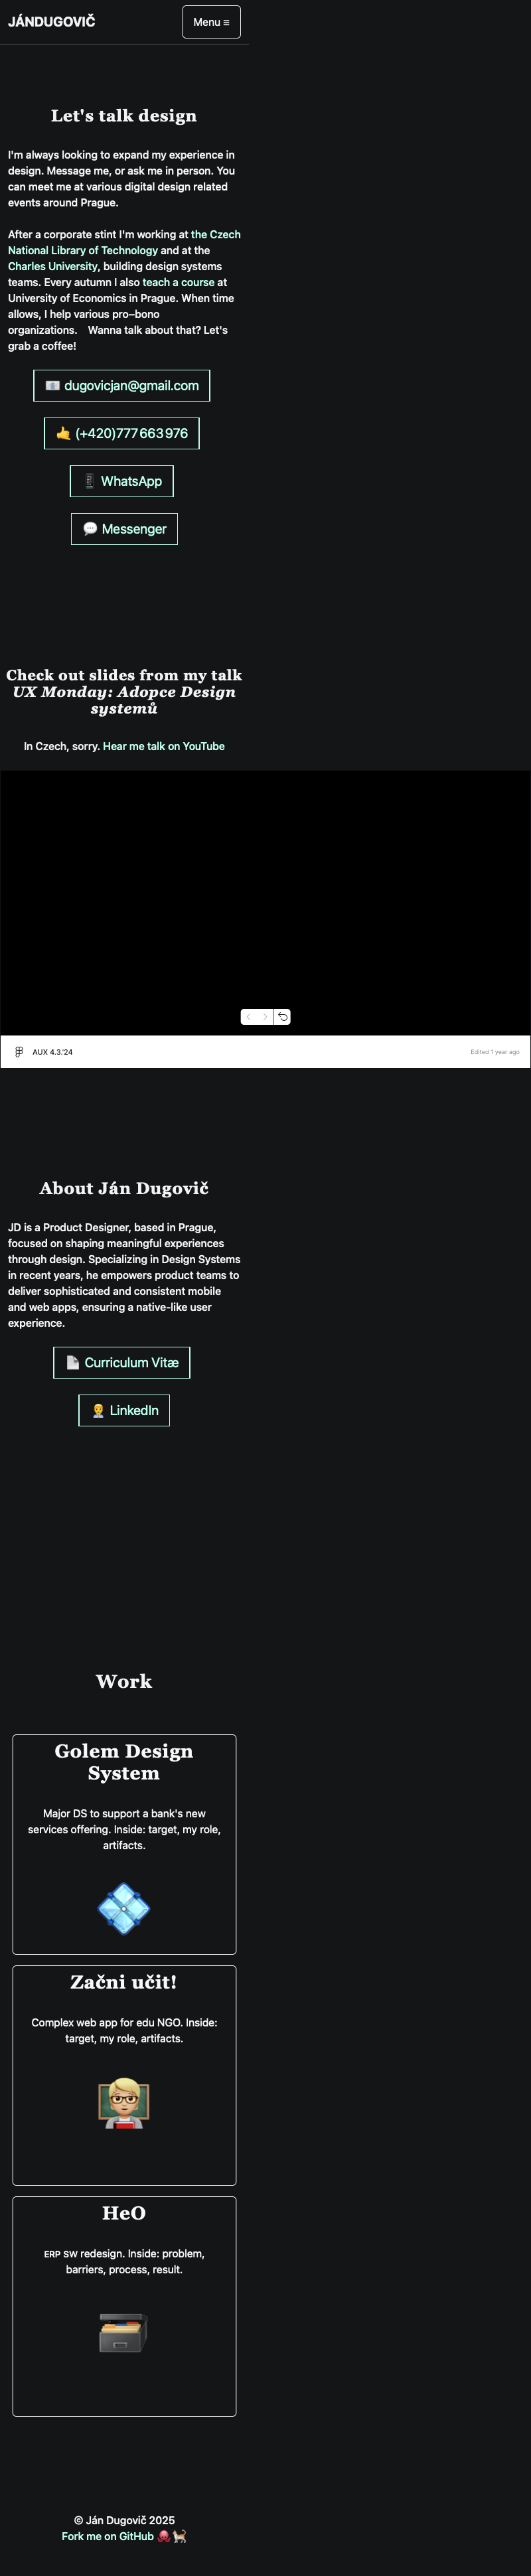 JÁNDUGOVIČ
Menu ≡
Let's talk design
I'm always looking to expand my experience in
design. Message me, or ask me in person. You
can meet me at various digital design related
events around Prague.
After a corporate stint I'm working at the Czech
National Library of Technology and at the
Charles University, building design systems
teams. Every autumn I also teach a course at
University of Economics in Prague. When time
allows, I help various pro–bono
organizations. Wanna talk about that? Let's
grab a coffee!
📧 dugovicjan@gmail.com
🤙 (+420)777 663 976
📱 WhatsApp
💬 Messenger
Check out slides from my talk
UX Monday: Adopce Design
systemů
In Czech, sorry. Hear me talk on YouTube
AUX 4.3.'24
Edited 1 year ago
About Ján Dugovič
JD is a Product Designer, based in Prague,
focused on shaping meaningful experiences
through design. Specializing in Design Systems
in recent years, he empowers product teams to
deliver sophisticated and consistent mobile
and web apps, ensuring a native-like user
experience.
📄 Curriculum Vitæ
👨‍💼 LinkedIn
Work
Golem Design
System
Major DS to support a bank's new
services offering. Inside: target, my role,
artifacts.
Začni učit!
Complex web app for edu NGO. Inside:
target, my role, artifacts.
HeO
ERP SW redesign. Inside: problem,
barriers, process, result.
© Ján Dugovič 2025
Fork me on GitHub 🐙🐈